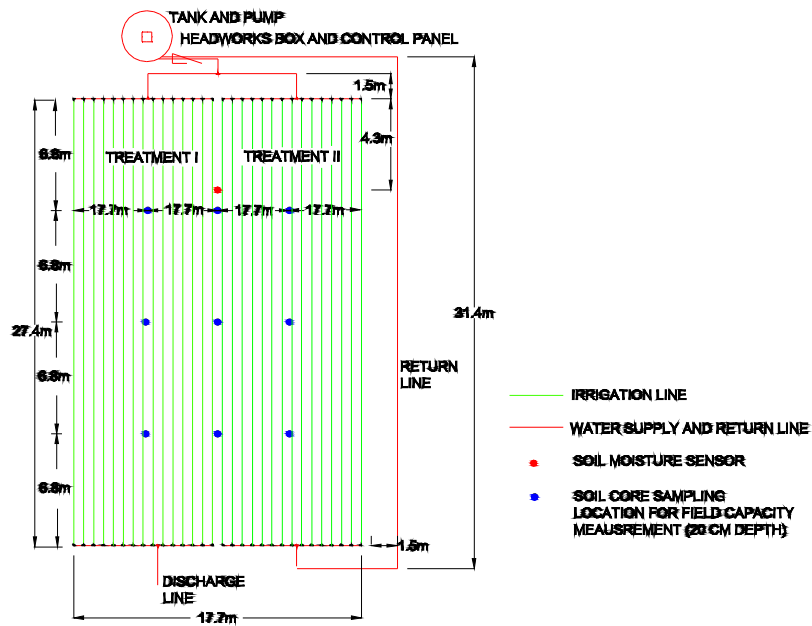 TANK AND PUMP
HEADWORKS BOX AND CONTROL PANEL
1.5m
4.3m
6.8m
TREATMENT I
TREATMENT II
17.7m
17.7m
17.7m
17.7m
6.8m
31.4m
27.4m
6.8m
RETURN
LINE
IRRIGATION LINE
WATER SUPPLY AND RETURN LINE
SOIL MOISTURE SENSOR
6.8m
SOIL CORE SAMPLING
LOCATION FOR FIELD CAPACITY
MEAUSREMENT (20 CM DEPTH)
1.5m
DISCHARGE
LINE
17.7m